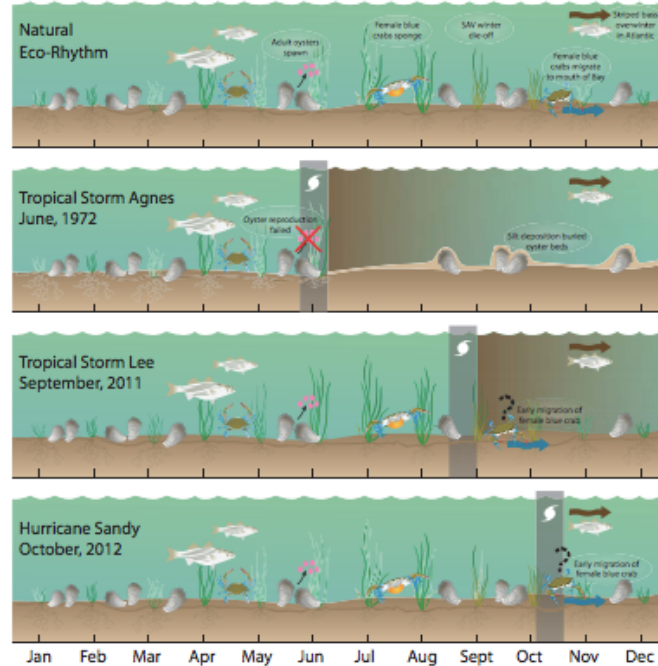 Natural
Eco-Rhythm
Adult oysters
spawn
Female blue
crabs sponge
SAV winter
die-off
Striped bass
overwinter
in Atlantic
Female blue
crabs migrate
to mouth of Bay
Tropical Storm Agnes
June, 1972
Oyster reproduction
failed
Silt deposition buried
oyster beds
Tropical Storm Lee
September, 2011
Early migration of
female blue crab
Hurricane Sandy
October, 2012
Early migration of
female blue crab
Jan Feb Mar Apr May Jun Jul Aug Sept Oct Nov Dec